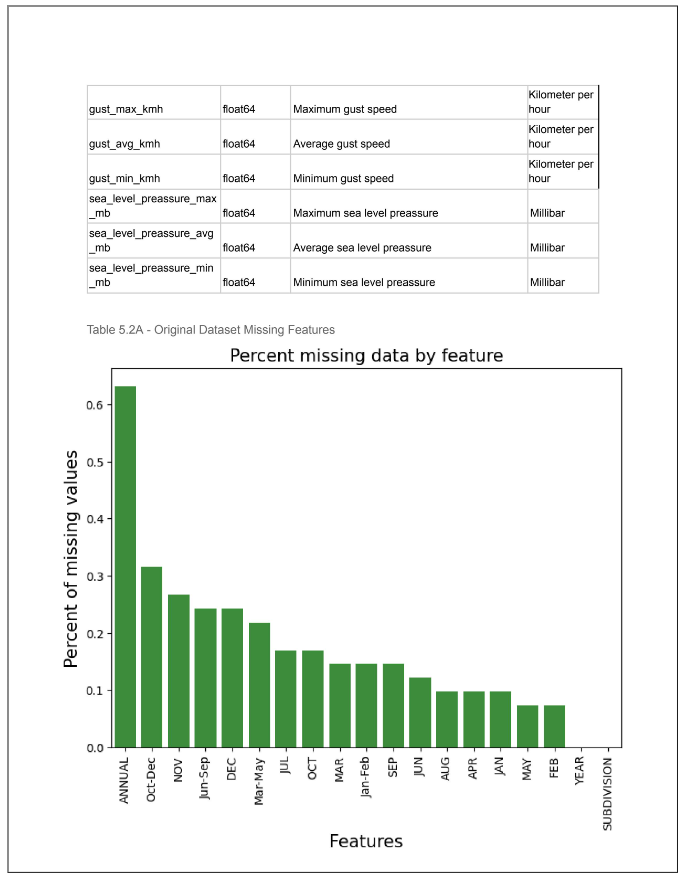 Kilometer per
gust_max_kmh float64 Maximum gust speed hour
Kilometer per
gust_avg_kmh float64 Average gust speed hour
Kilometer per
gust_min_kmh float64 Minimum gust speed hour
sea_level_preassure_max
_mb float64 Maximum sea level preassure Millibar
sea_level_preassure_avg
_mb float64 Average sea level preassure Millibar
sea_level_preassure_min
_mb float64 Minimum sea level preassure Millibar
Table 5.2A - Original Dataset Missing Features
Percent missing data by feature
Percent of missing values
0.6
0.5
0.4
0.3
0.2
0.1
0.0
ANNUAL
Oct-Dec
NOV
Jun-Sep
DEC
Mar-May
JUL
OCT
MAR
Jan-Feb
SEP
JUN
AUG
APR
JAN
MAY
FEB
YEAR
SUBDIVISION
Features